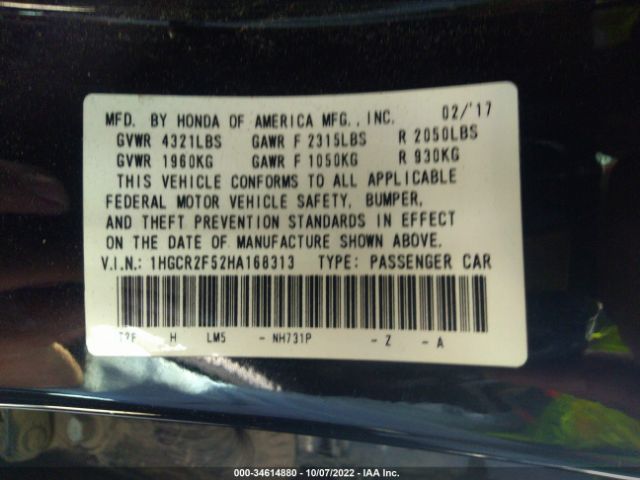 MFD. BY HONDA OF AMERICA MFG., INC. 02/'17
GVWR 4321LBS GAWR F 2315LBS R 2050LBS
GVWR 1960KG GAWR F 1050KG R 930KG
THIS VEHICLE CONFORMS TO ALL APPLICABLE
FEDERAL MOTOR VEHICLE SAFETY, BUMPER,
AND THEFT PREVENTION STANDARDS IN EFFECT
ON THE DATE OF MANUFACTURE SHOWN ABOVE.
V.I.N.: 1HGCR2F52HA168313 TYPE: PASSENGER CAR
H LM5 - NH731P - Z - A
000-34614880 - 10/07/2022 - IAA Inc.